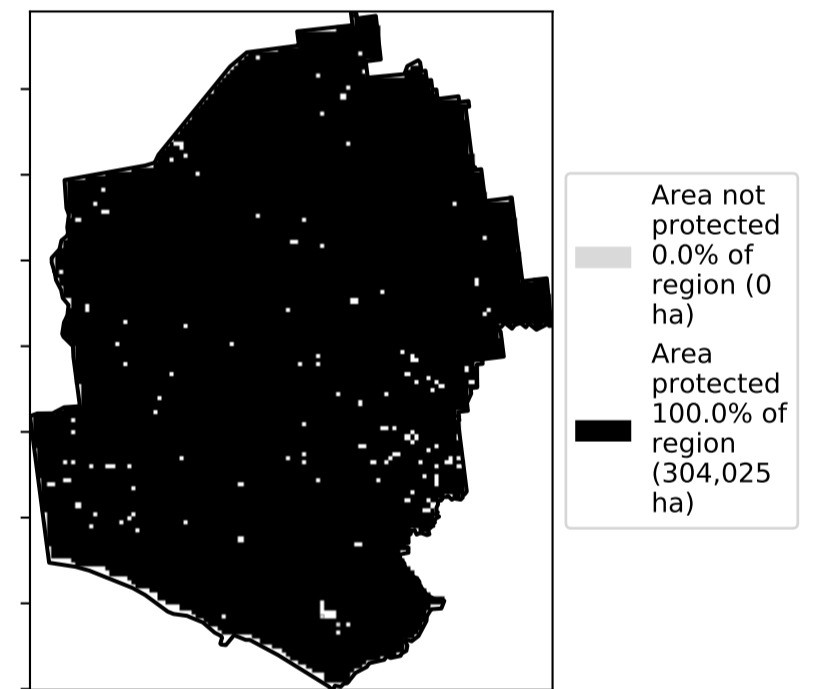 Area not
protected
0.0% of
region (0
ha)
Area
protected
100.0% of
region
(304,025
ha)